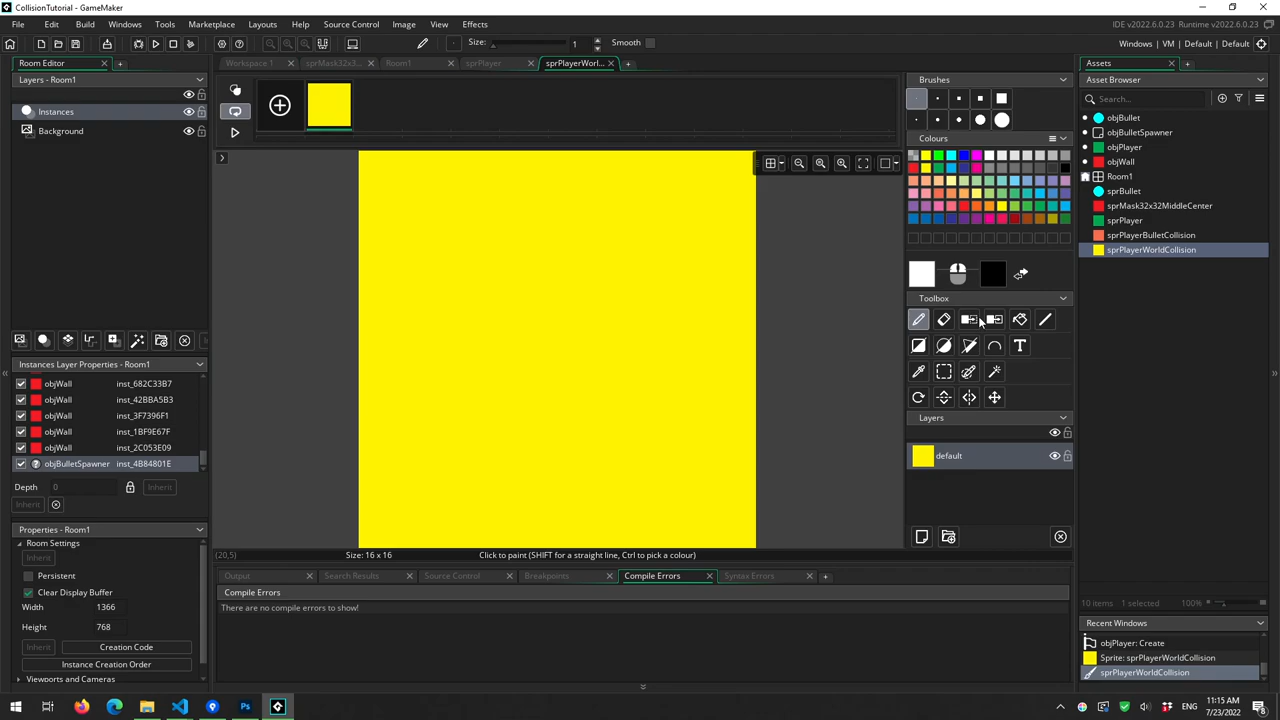 CollisionTutorial - GameMaker
File Edit Build Windows Tools Marketplace Layouts Help Source Control Image View Effects
IDE v2022.6.0.23 Runtime v2022.6.0.23
Size: 1 Smooth
Windows | VM | Default | Default
Room Editor
Workspace 1 sprMask32x3... Room1 sprPlayer sprPlayerWorl...
Assets
Layers - Room1
Instances
Background
Brushes
Colours
Toolbox
Layers
default
Asset Browser
Search...
objBullet
objBulletSpawner
objPlayer
objWall
Room1
sprBullet
sprMask32x32MiddleCenter
sprPlayer
sprPlayerBulletCollision
sprPlayerWorldCollision
Instances Layer Properties - Room1
objWall inst_682C33B7
objWall inst_42BBA5B3
objWall inst_3F7396F1
objWall inst_1BF9E67F
objWall inst_2C053E09
objBulletSpawner inst_4B84801E
Depth 0 Inherit
Inherit
Properties - Room1
Room Settings
Inherit
Persistent
Clear Display Buffer
Width 1366
Height 768
Inherit Creation Code
Instance Creation Order
Viewports and Cameras
(20,5) Size: 16 x 16 Click to paint (SHIFT for a straight line, Ctrl to pick a colour)
Output Search Results Source Control Breakpoints Compile Errors Syntax Errors
Compile Errors
There are no compile errors to show!
10 items 1 selected 100%
Recent Windows
objPlayer: Create
Sprite: sprPlayerWorldCollision
sprPlayerWorldCollision
ENG
11:15 AM
7/23/2022
8